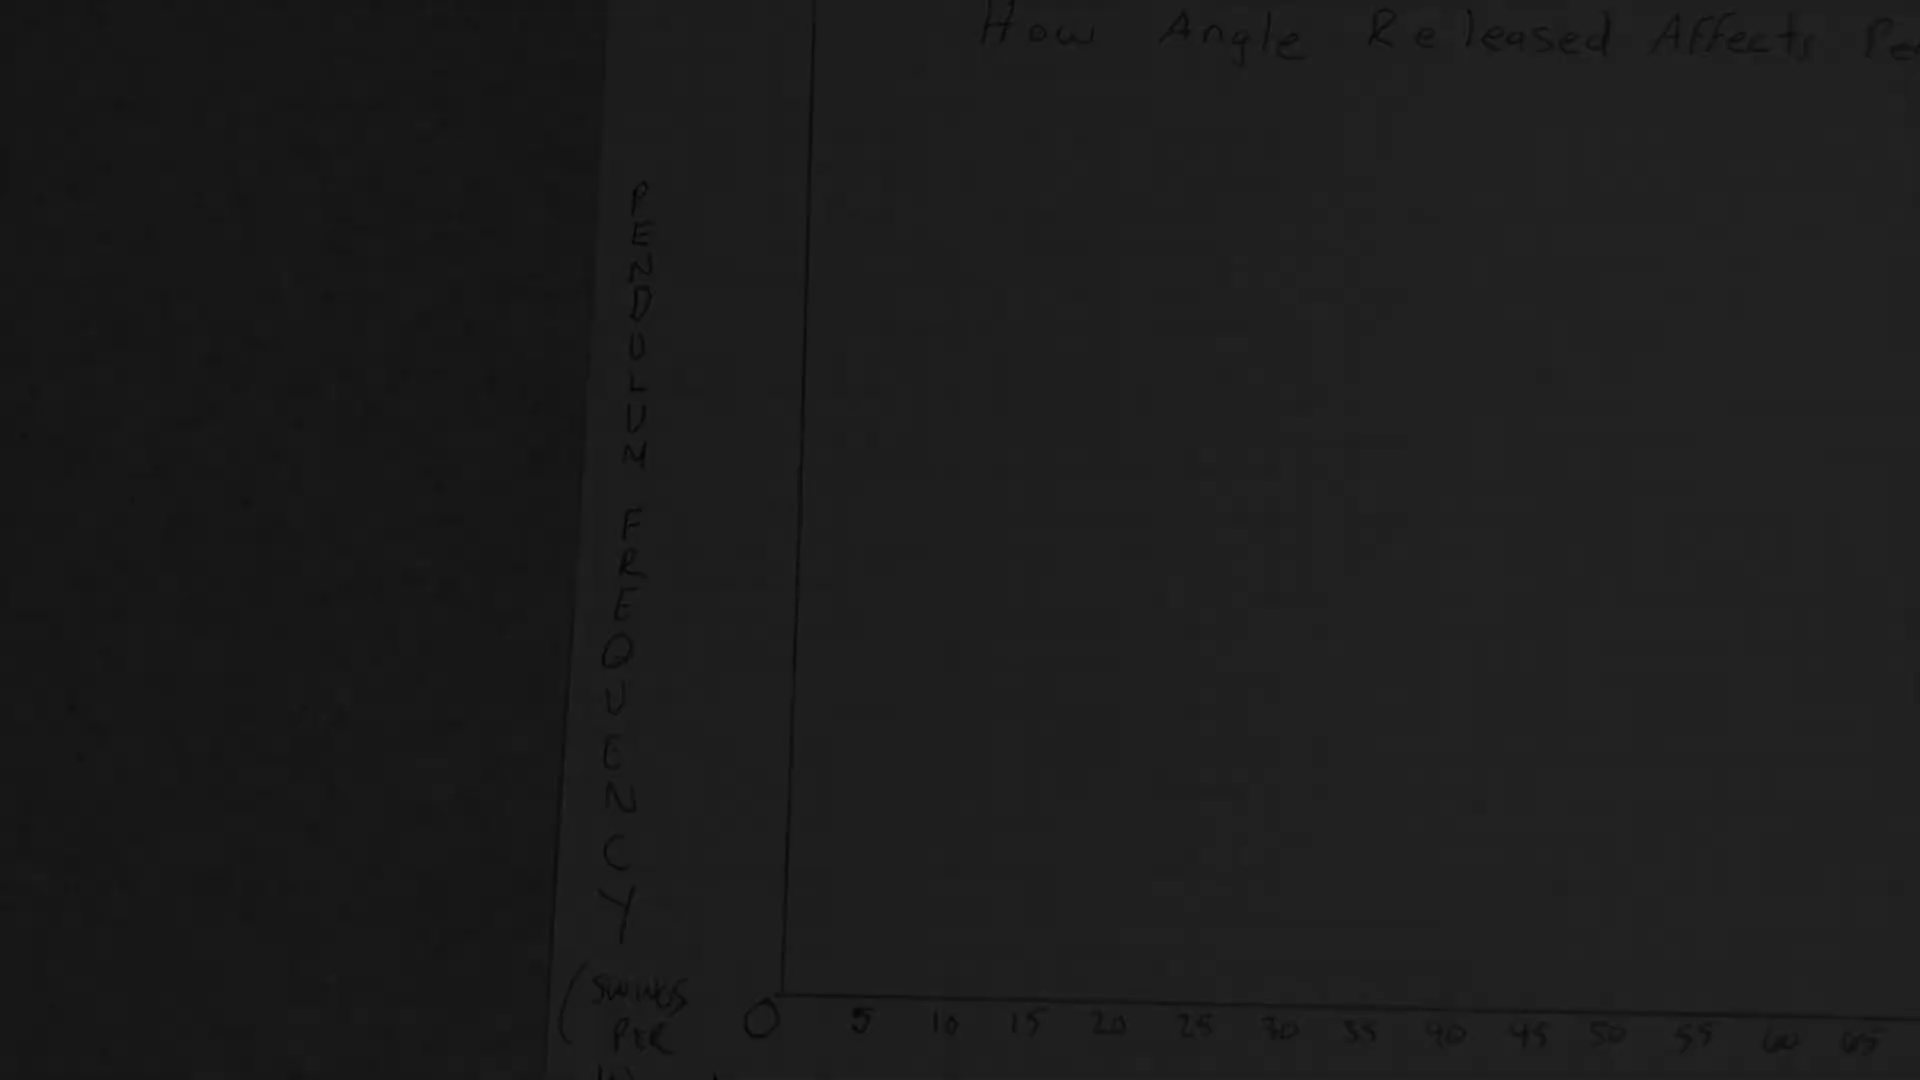 How Angle Released Affects Pe
PENDULUM
FREQUENCY
(SWINGS
PER
0 5 10 15 20 25 30 35 40 45 50 55 60 65